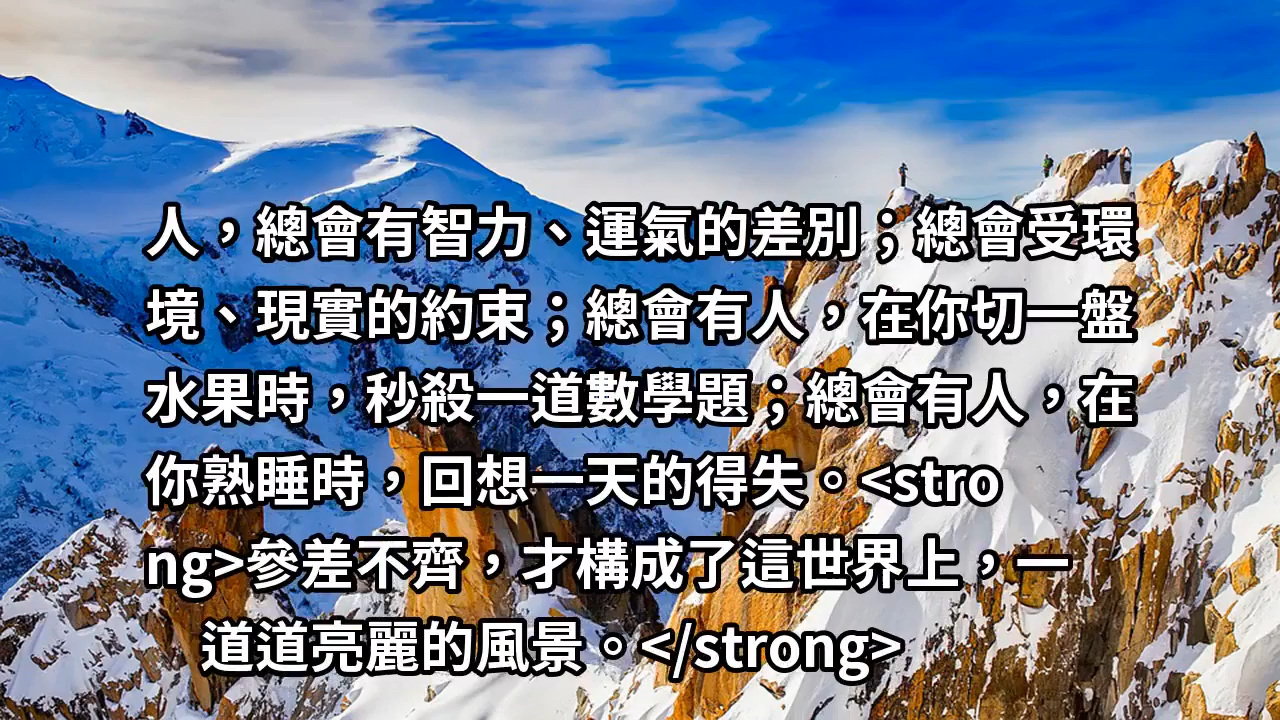 人，總會有智力、運氣的差別；總會受環
境、現實的約束；總會有人，在你切一盤
水果時，秒殺一道數學題；總會有人，在
你熟睡時，回想一天的得失。<stro
ng>參差不齊，才構成了這世界上，一
道道亮麗的風景。</strong>